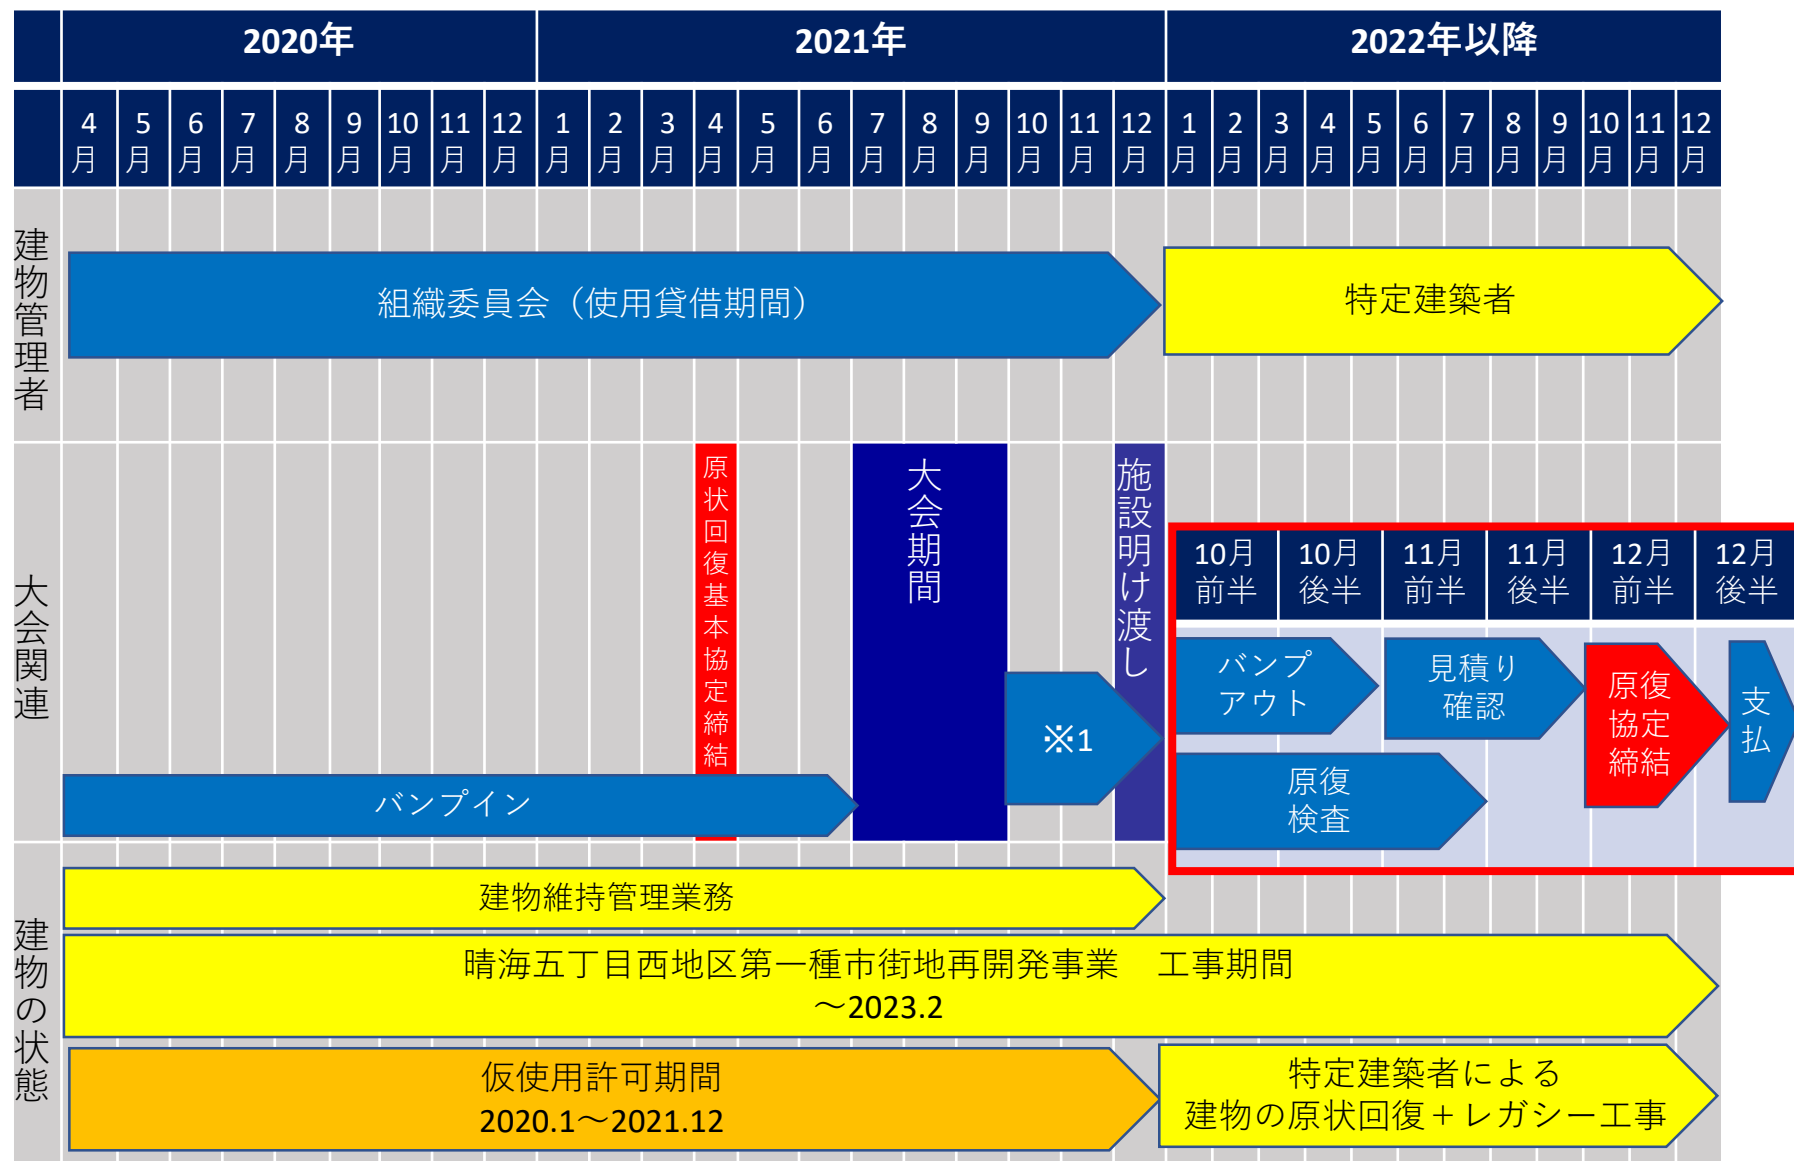 2020年 2021年 2022年以降
4月 5月 6月 7月 8月 9月 10月 11月 12月 1月 2月 3月 4月 5月 6月 7月 8月 9月 10月 11月 12月 1月 2月 3月 4月 5月 6月 7月 8月 9月 10月 11月 12月
建物管理者
組織委員会（使用貸借期間）
特定建築者
大会関連
原状回復基本協定締結
大会期間
施設明け渡し
※1
バンプイン
10月前半 10月後半 11月前半 11月後半 12月前半 12月後半
バンプ
アウト
見積り
確認
原復
協定
締結
支払
原復
検査
建物の状態
建物維持管理業務
晴海五丁目西地区第一種市街地再開発事業　工事期間
～2023.2
仮使用許可期間
2020.1～2021.12
特定建築者による
建物の原状回復＋レガシー工事